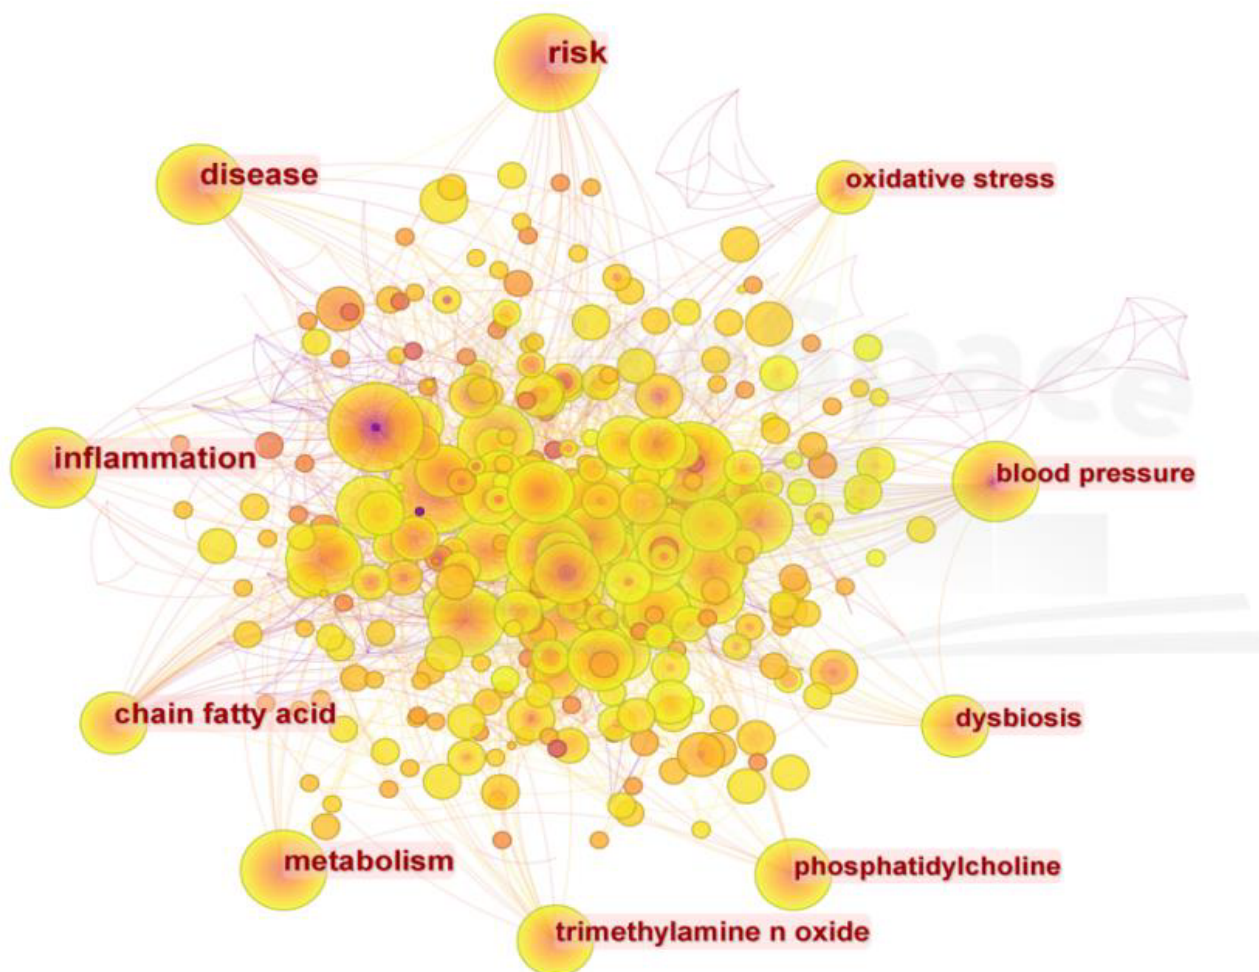 risk
disease
oxidative stress
inflammation
blood pressure
chain fatty acid
dysbiosis
metabolism
phosphatidylcholine
trimethylamine n oxide